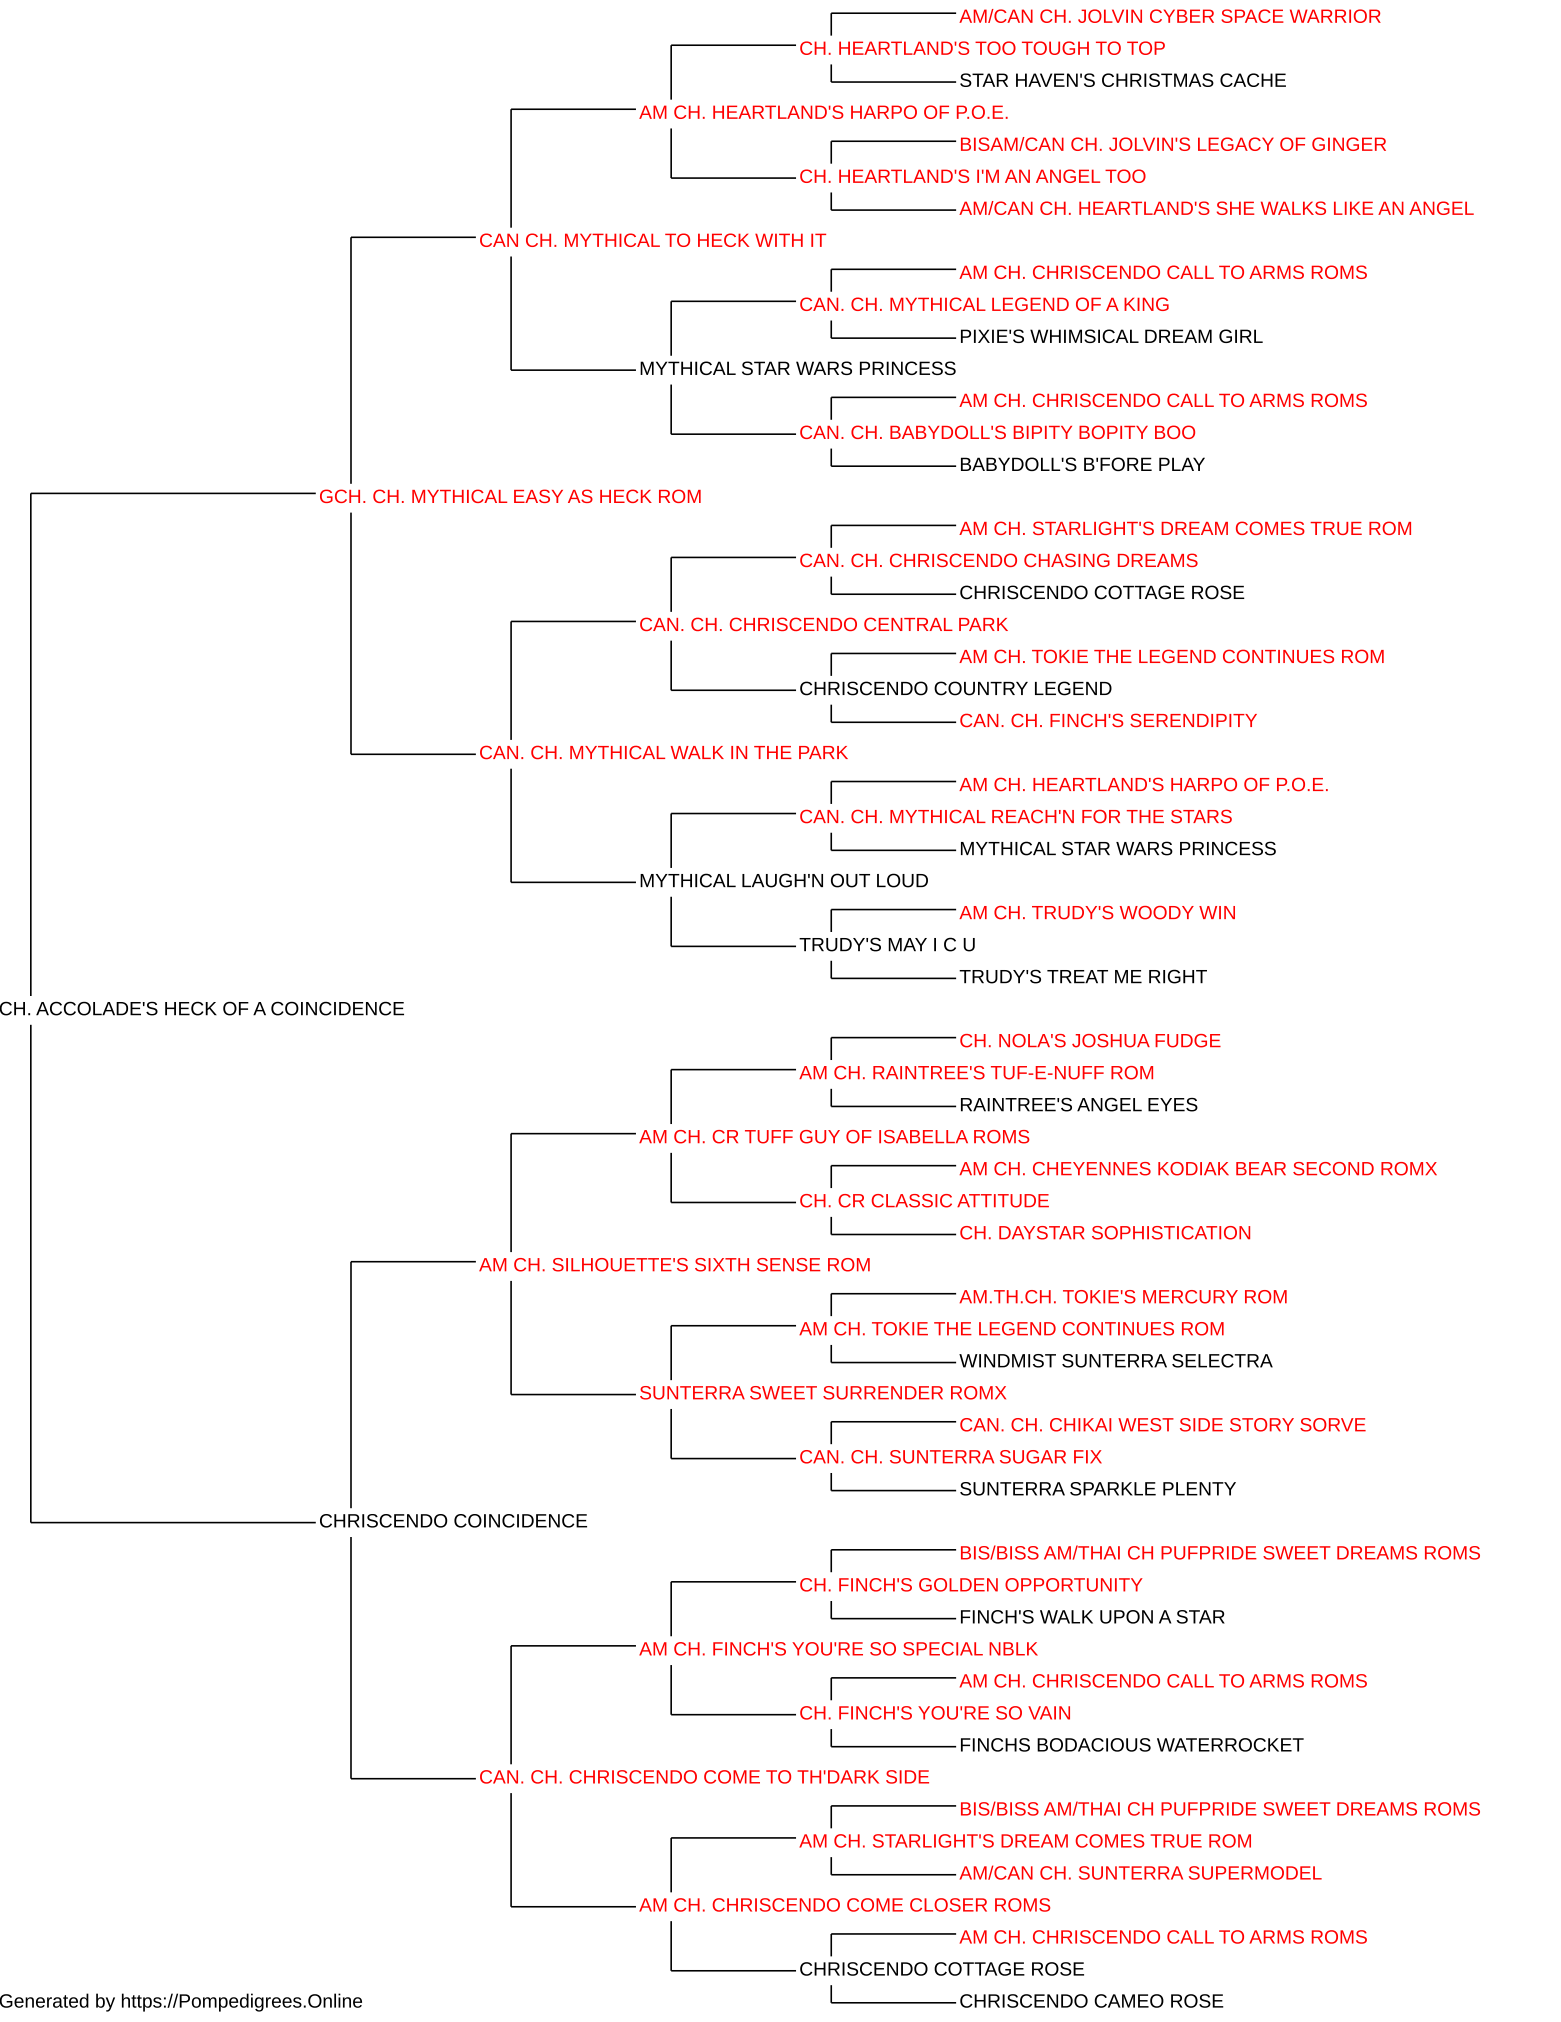 AM/CAN CH. JOLVIN CYBER SPACE WARRIOR
CH. HEARTLAND'S TOO TOUGH TO TOP
STAR HAVEN'S CHRISTMAS CACHE
AM CH. HEARTLAND'S HARPO OF P.O.E.
BISAM/CAN CH. JOLVIN'S LEGACY OF GINGER
CH. HEARTLAND'S I'M AN ANGEL TOO
AM/CAN CH. HEARTLAND'S SHE WALKS LIKE AN ANGEL
CAN CH. MYTHICAL TO HECK WITH IT
AM CH. CHRISCENDO CALL TO ARMS ROMS
CAN. CH. MYTHICAL LEGEND OF A KING
PIXIE'S WHIMSICAL DREAM GIRL
MYTHICAL STAR WARS PRINCESS
AM CH. CHRISCENDO CALL TO ARMS ROMS
CAN. CH. BABYDOLL'S BIPITY BOPITY BOO
BABYDOLL'S B'FORE PLAY
GCH. CH. MYTHICAL EASY AS HECK ROM
AM CH. STARLIGHT'S DREAM COMES TRUE ROM
CAN. CH. CHRISCENDO CHASING DREAMS
CHRISCENDO COTTAGE ROSE
CAN. CH. CHRISCENDO CENTRAL PARK
AM CH. TOKIE THE LEGEND CONTINUES ROM
CHRISCENDO COUNTRY LEGEND
CAN. CH. FINCH'S SERENDIPITY
CAN. CH. MYTHICAL WALK IN THE PARK
AM CH. HEARTLAND'S HARPO OF P.O.E.
CAN. CH. MYTHICAL REACH'N FOR THE STARS
MYTHICAL STAR WARS PRINCESS
MYTHICAL LAUGH'N OUT LOUD
AM CH. TRUDY'S WOODY WIN
TRUDY'S MAY I C U
TRUDY'S TREAT ME RIGHT
CH. ACCOLADE'S HECK OF A COINCIDENCE
CH. NOLA'S JOSHUA FUDGE
AM CH. RAINTREE'S TUF-E-NUFF ROM
RAINTREE'S ANGEL EYES
AM CH. CR TUFF GUY OF ISABELLA ROMS
AM CH. CHEYENNES KODIAK BEAR SECOND ROMX
CH. CR CLASSIC ATTITUDE
CH. DAYSTAR SOPHISTICATION
AM CH. SILHOUETTE'S SIXTH SENSE ROM
AM.TH.CH. TOKIE'S MERCURY ROM
AM CH. TOKIE THE LEGEND CONTINUES ROM
WINDMIST SUNTERRA SELECTRA
SUNTERRA SWEET SURRENDER ROMX
CAN. CH. CHIKAI WEST SIDE STORY SORVE
CAN. CH. SUNTERRA SUGAR FIX
SUNTERRA SPARKLE PLENTY
CHRISCENDO COINCIDENCE
BIS/BISS AM/THAI CH PUFPRIDE SWEET DREAMS ROMS
CH. FINCH'S GOLDEN OPPORTUNITY
FINCH'S WALK UPON A STAR
AM CH. FINCH'S YOU'RE SO SPECIAL NBLK
AM CH. CHRISCENDO CALL TO ARMS ROMS
CH. FINCH'S YOU'RE SO VAIN
FINCHS BODACIOUS WATERROCKET
CAN. CH. CHRISCENDO COME TO TH'DARK SIDE
BIS/BISS AM/THAI CH PUFPRIDE SWEET DREAMS ROMS
AM CH. STARLIGHT'S DREAM COMES TRUE ROM
AM/CAN CH. SUNTERRA SUPERMODEL
AM CH. CHRISCENDO COME CLOSER ROMS
AM CH. CHRISCENDO CALL TO ARMS ROMS
CHRISCENDO COTTAGE ROSE
CHRISCENDO CAMEO ROSE
Generated by https://Pompedigrees.Online